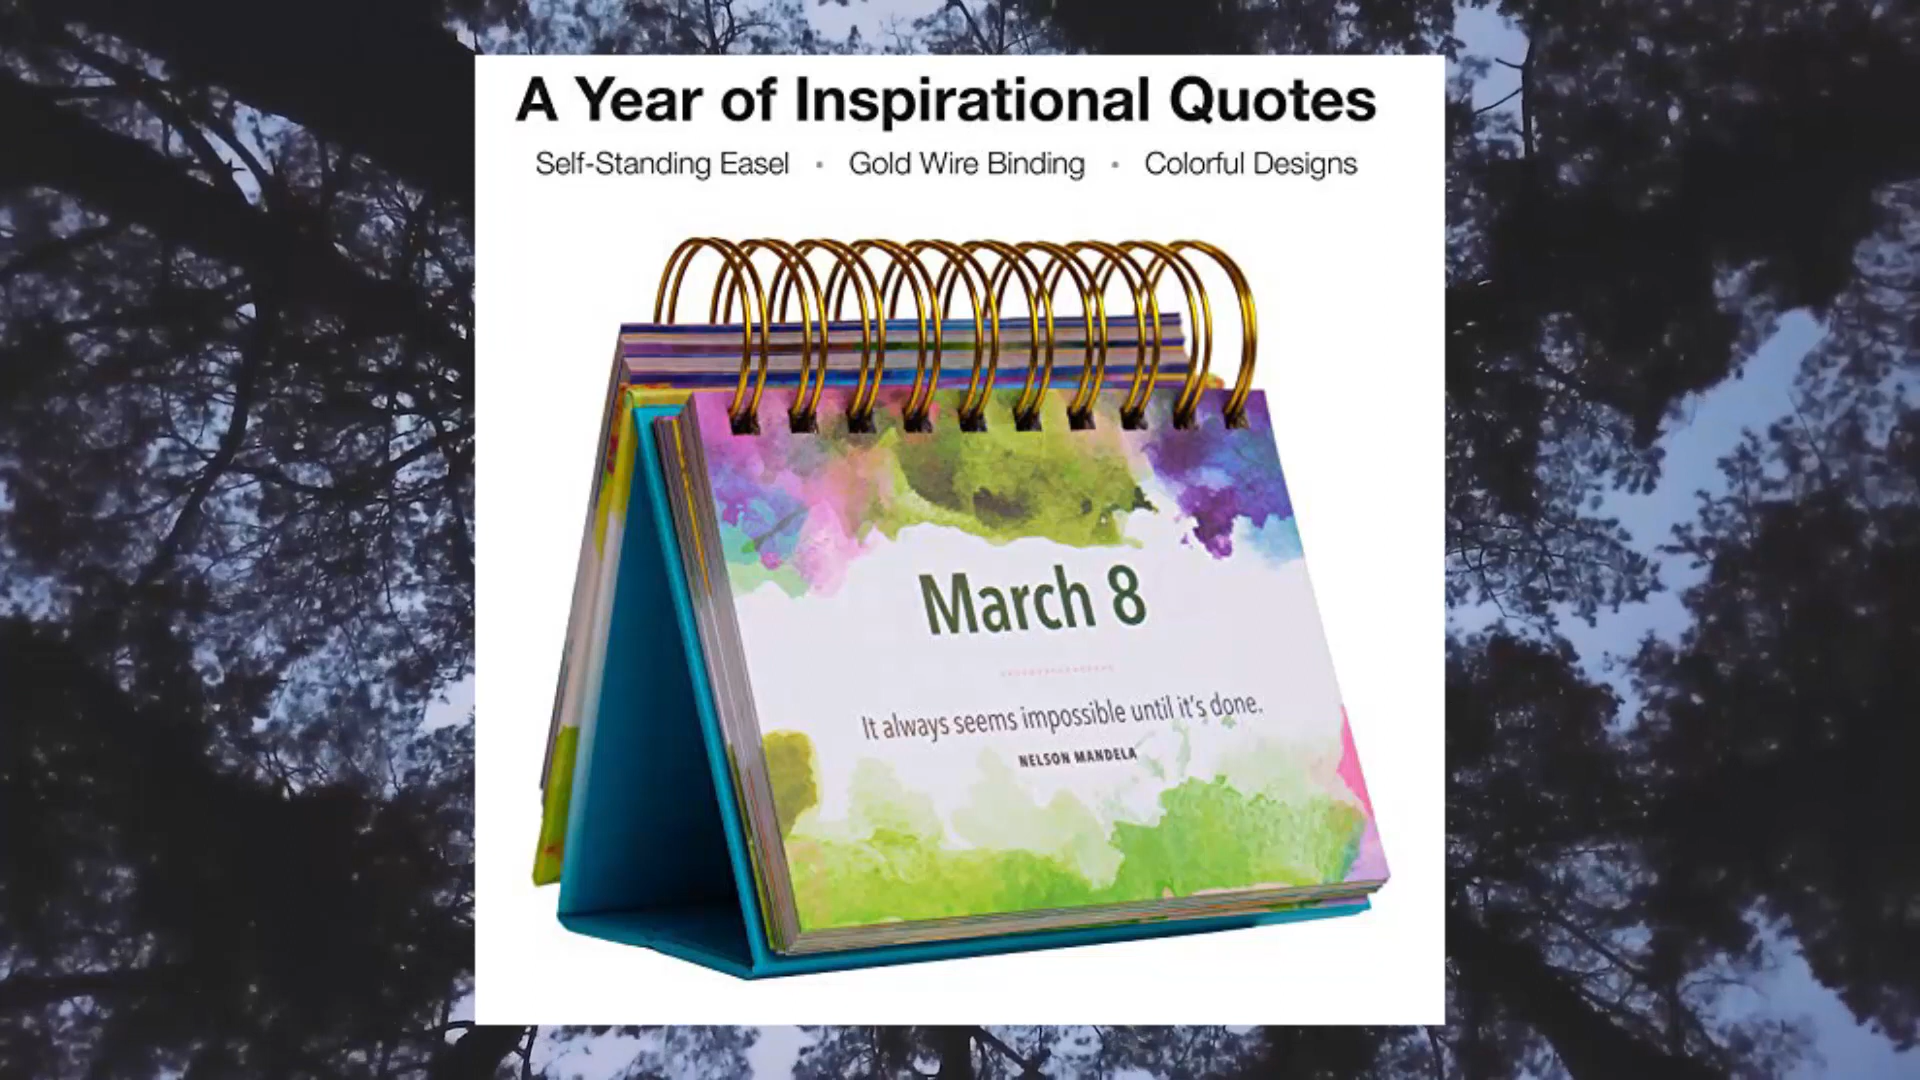 A Year of Inspirational Quotes
Self-Standing Easel • Gold Wire Binding • Colorful Designs
March 8
It always seems impossible until it's done.
NELSON MANDELA